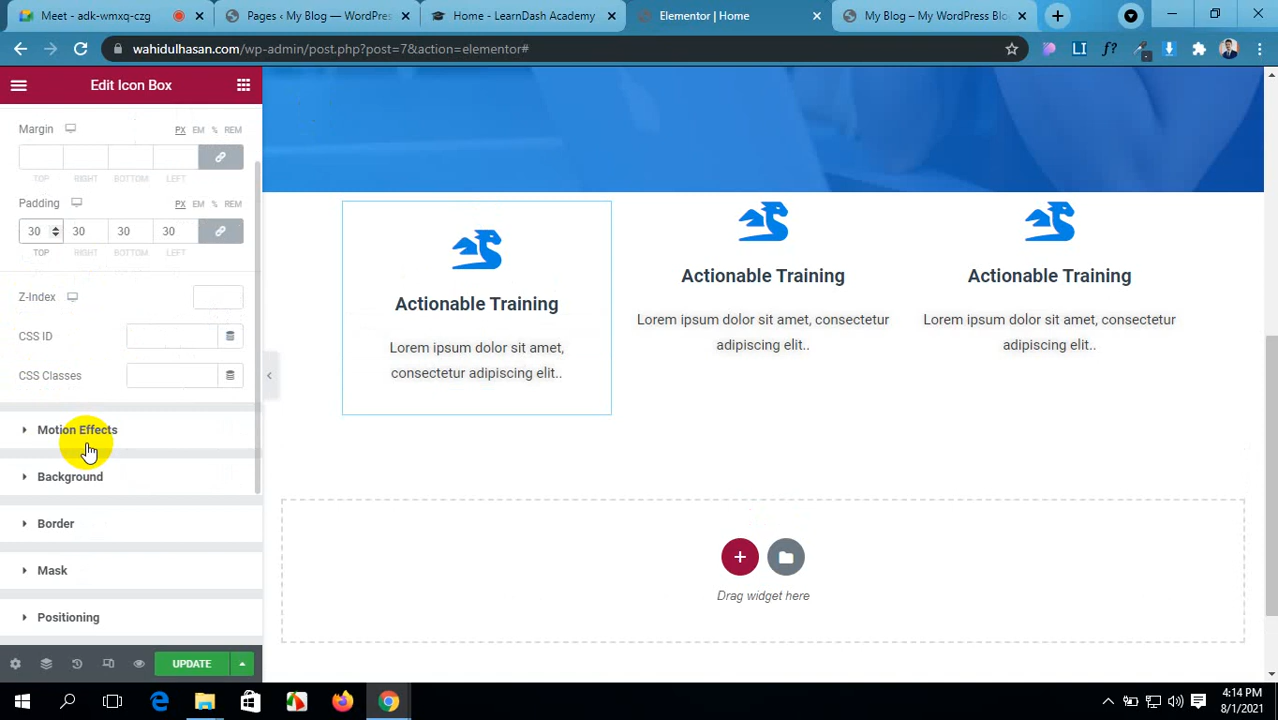 Meet - adk-wmxq-czg
Pages ‹ My Blog — WordPres
Home - LearnDash Academy
Elementor | Home
My Blog – My WordPress Blo
wahidulhasan.com/wp-admin/post.php?post=7&action=elementor#
Edit Icon Box
Margin
PX EM % REM
TOP RIGHT BOTTOM LEFT
Padding
PX EM % REM
30 30 30 30
TOP RIGHT BOTTOM LEFT
Z-Index
CSS ID
CSS Classes
Motion Effects
Background
Border
Mask
Positioning
UPDATE
Actionable Training
Lorem ipsum dolor sit amet,
consectetur adipiscing elit..
Actionable Training
Lorem ipsum dolor sit amet, consectetur
adipiscing elit..
Actionable Training
Lorem ipsum dolor sit amet, consectetur
adipiscing elit..
Drag widget here
4:14 PM
8/1/2021